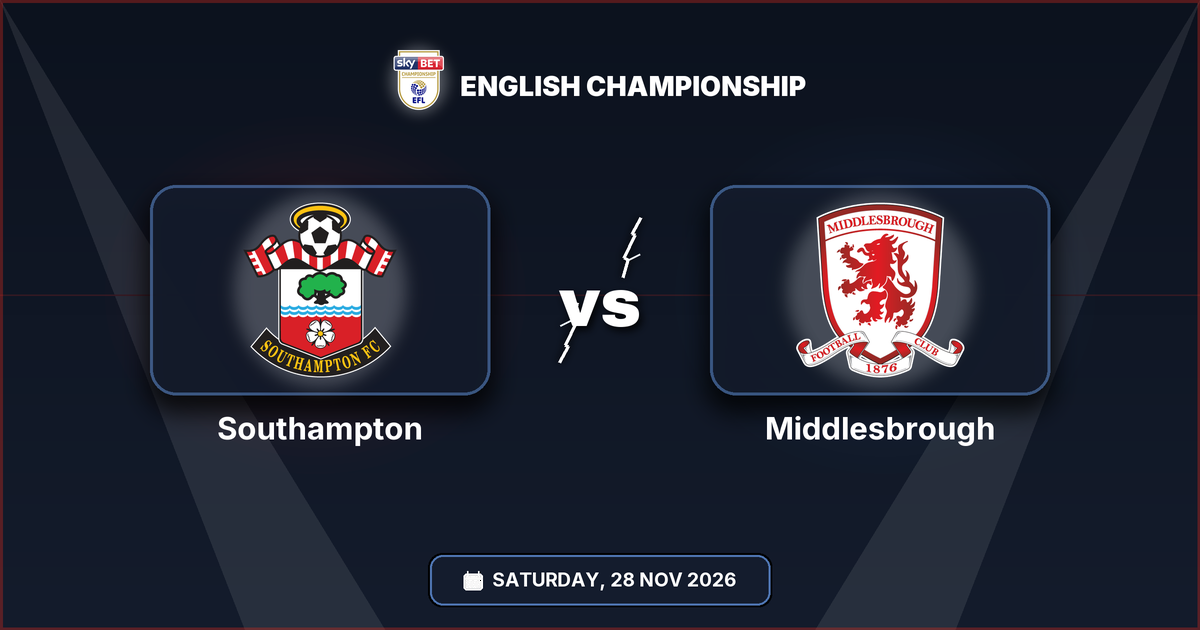 sky BET
CHAMPIONSHIP
EFL
ENGLISH CHAMPIONSHIP
SOUTHAMPTON FC
vs
MIDDLESBROUGH
FOOTBALL CLUB
1876
Southampton
Middlesbrough
SATURDAY, 28 NOV 2026